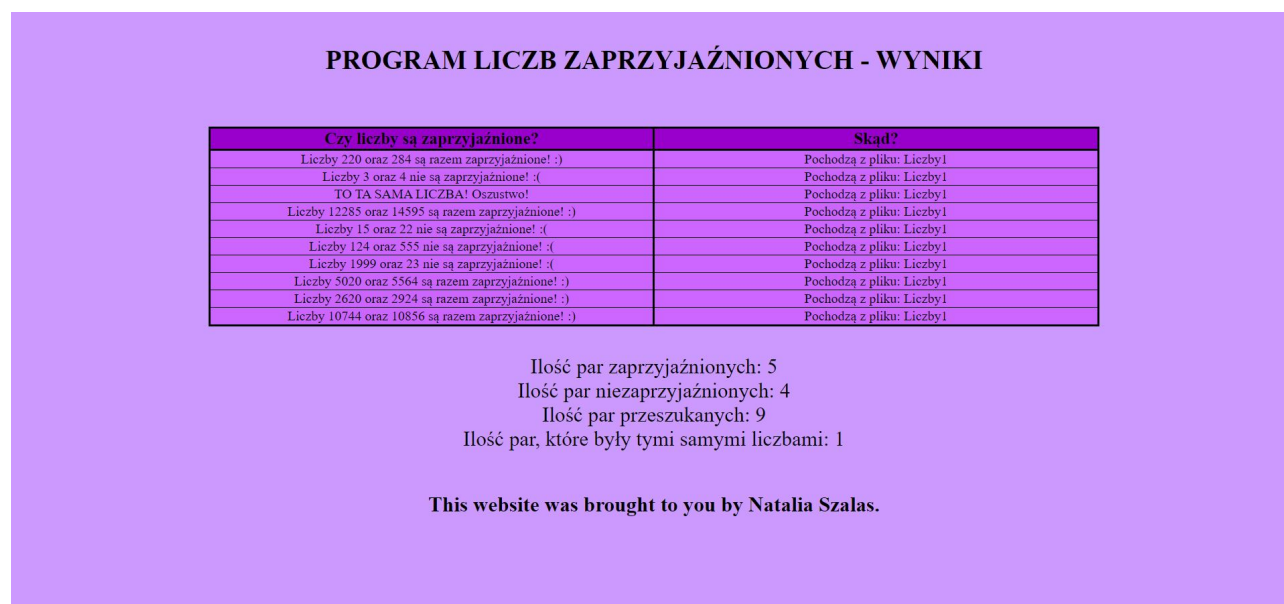 PROGRAM LICZB ZAPRZYJAŹNIONYCH - WYNIKI
Czy liczby są zaprzyjaźnione? Skąd?
Liczby 220 oraz 284 są razem zaprzyjaźnione! :) Pochodzą z pliku: Liczby1
Liczby 3 oraz 4 nie są zaprzyjaźnione! :( Pochodzą z pliku: Liczby1
TO TA SAMA LICZBA! Oszustwo! Pochodzą z pliku: Liczby1
Liczby 12285 oraz 14595 są razem zaprzyjaźnione! :) Pochodzą z pliku: Liczby1
Liczby 15 oraz 22 nie są zaprzyjaźnione! :( Pochodzą z pliku: Liczby1
Liczby 124 oraz 555 nie są zaprzyjaźnione! :( Pochodzą z pliku: Liczby1
Liczby 1999 oraz 23 nie są zaprzyjaźnione! :( Pochodzą z pliku: Liczby1
Liczby 5020 oraz 5564 są razem zaprzyjaźnione! :) Pochodzą z pliku: Liczby1
Liczby 2620 oraz 2924 są razem zaprzyjaźnione! :) Pochodzą z pliku: Liczby1
Liczby 10744 oraz 10856 są razem zaprzyjaźnione! :) Pochodzą z pliku: Liczby1
Ilość par zaprzyjaźnionych: 5
Ilość par niezaprzyjaźnionych: 4
Ilość par przeszukanych: 9
Ilość par, które były tymi samymi liczbami: 1
This website was brought to you by Natalia Szalas.